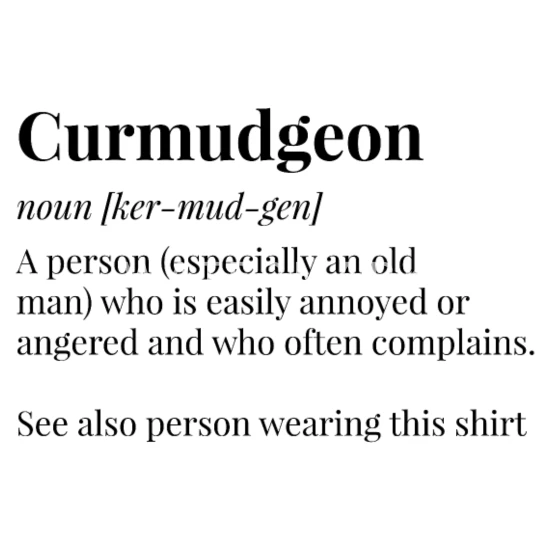 Curmudgeon
noun [ker-mud-gen]
A person (especially an old
man) who is easily annoyed or
angered and who often complains.
See also person wearing this shirt